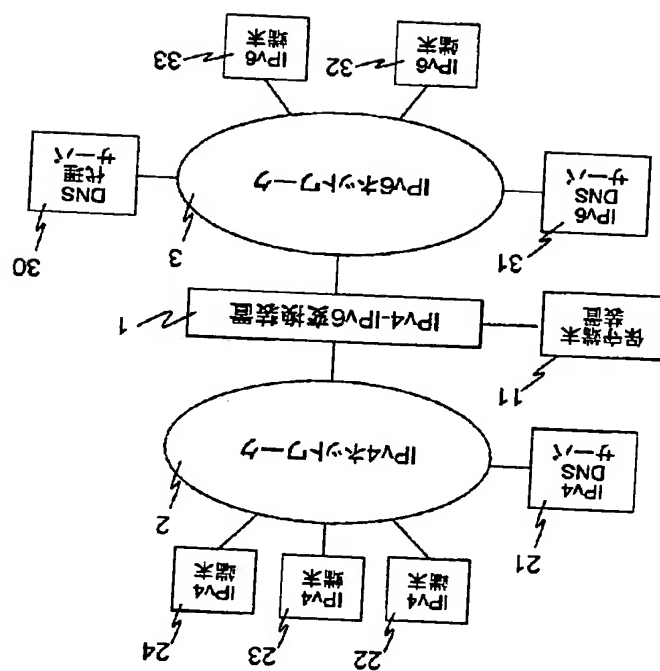 22
IPv4
端末
23
IPv4
端末
24
IPv4
端末
21
IPv4
DNS
サーバ
IPv4ネットワーク
2
11
保守端末
装置
IPv4-IPv6変換装置
1
31
IPv6
DNS
サーバ
IPv6ネットワーク
3
30
DNS
代理
サーバ
32
IPv6
端末
33
IPv6
端末